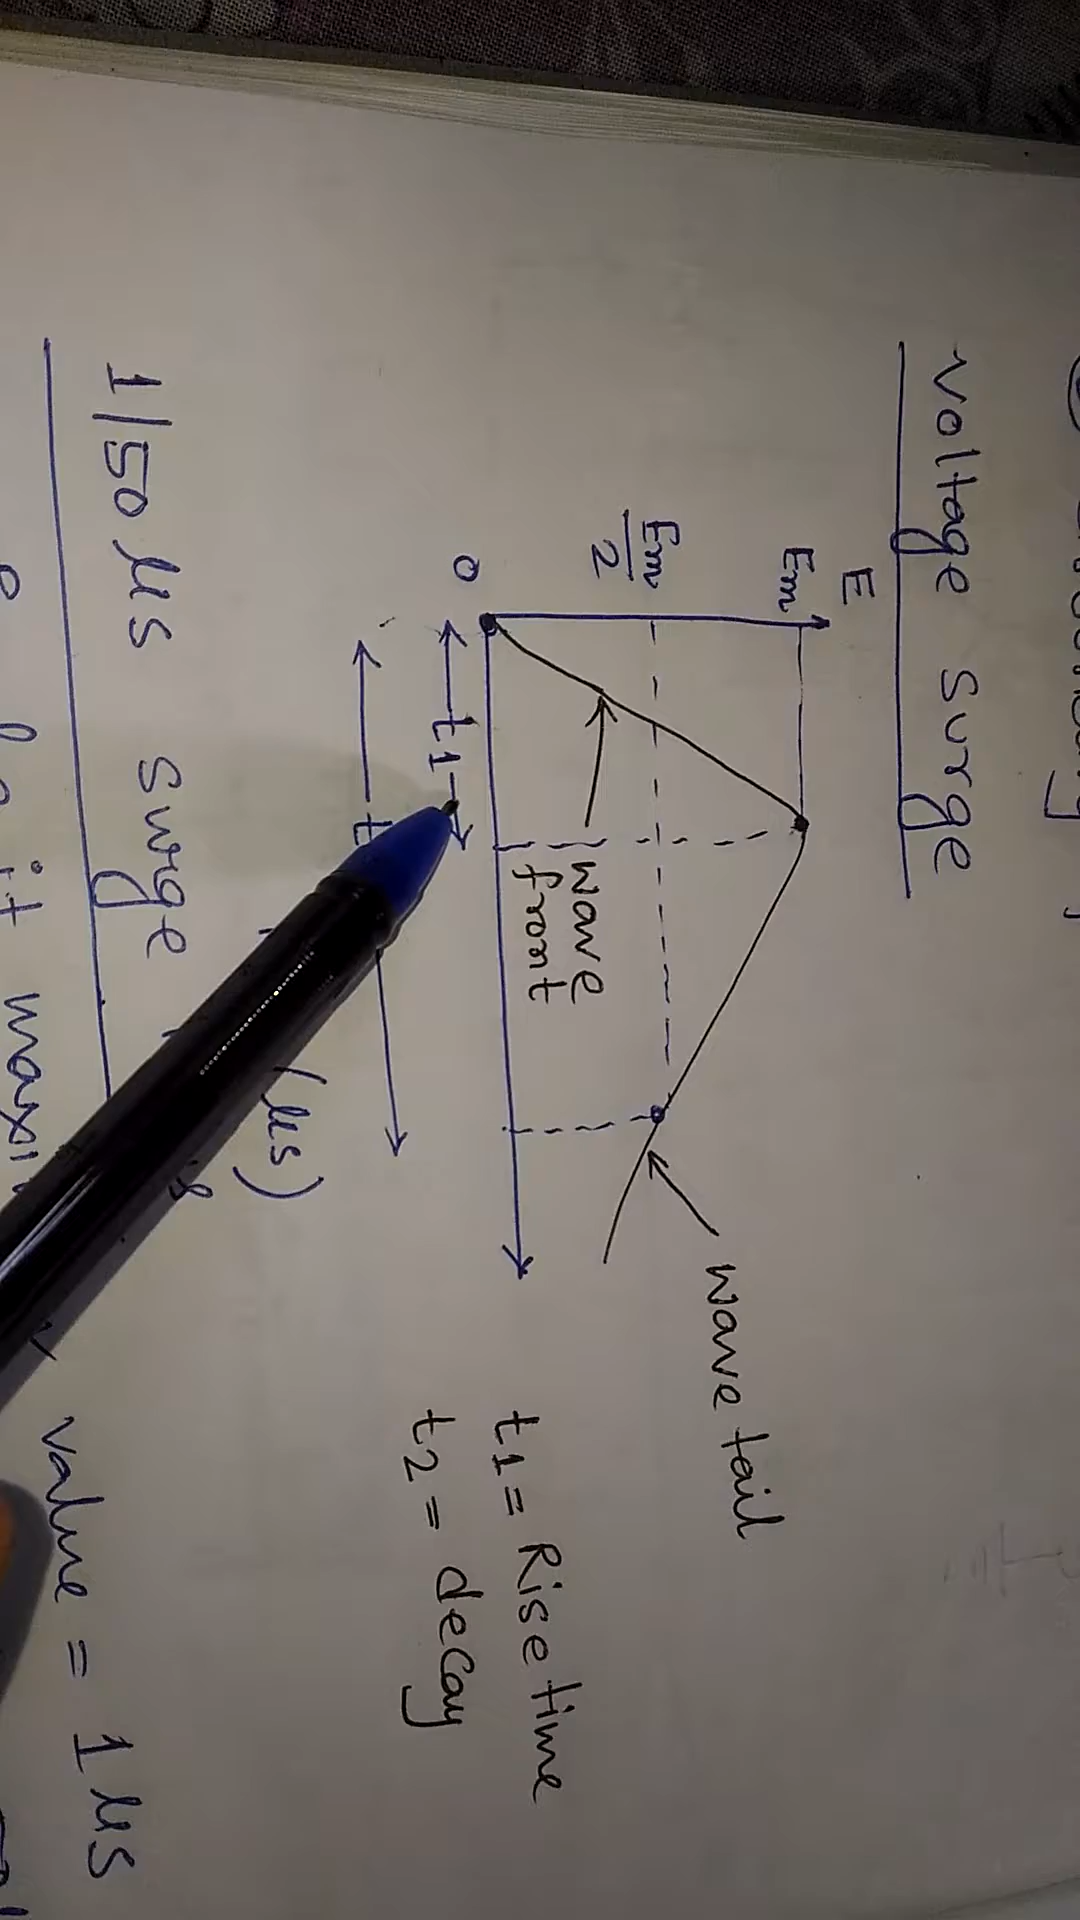 Voltage Surge
E
Em
Em/2
0
wave front
wave tail
t1
t1 = Rise time
t2 = decay
(μs)
1/50 μs surge
value = 1 μs